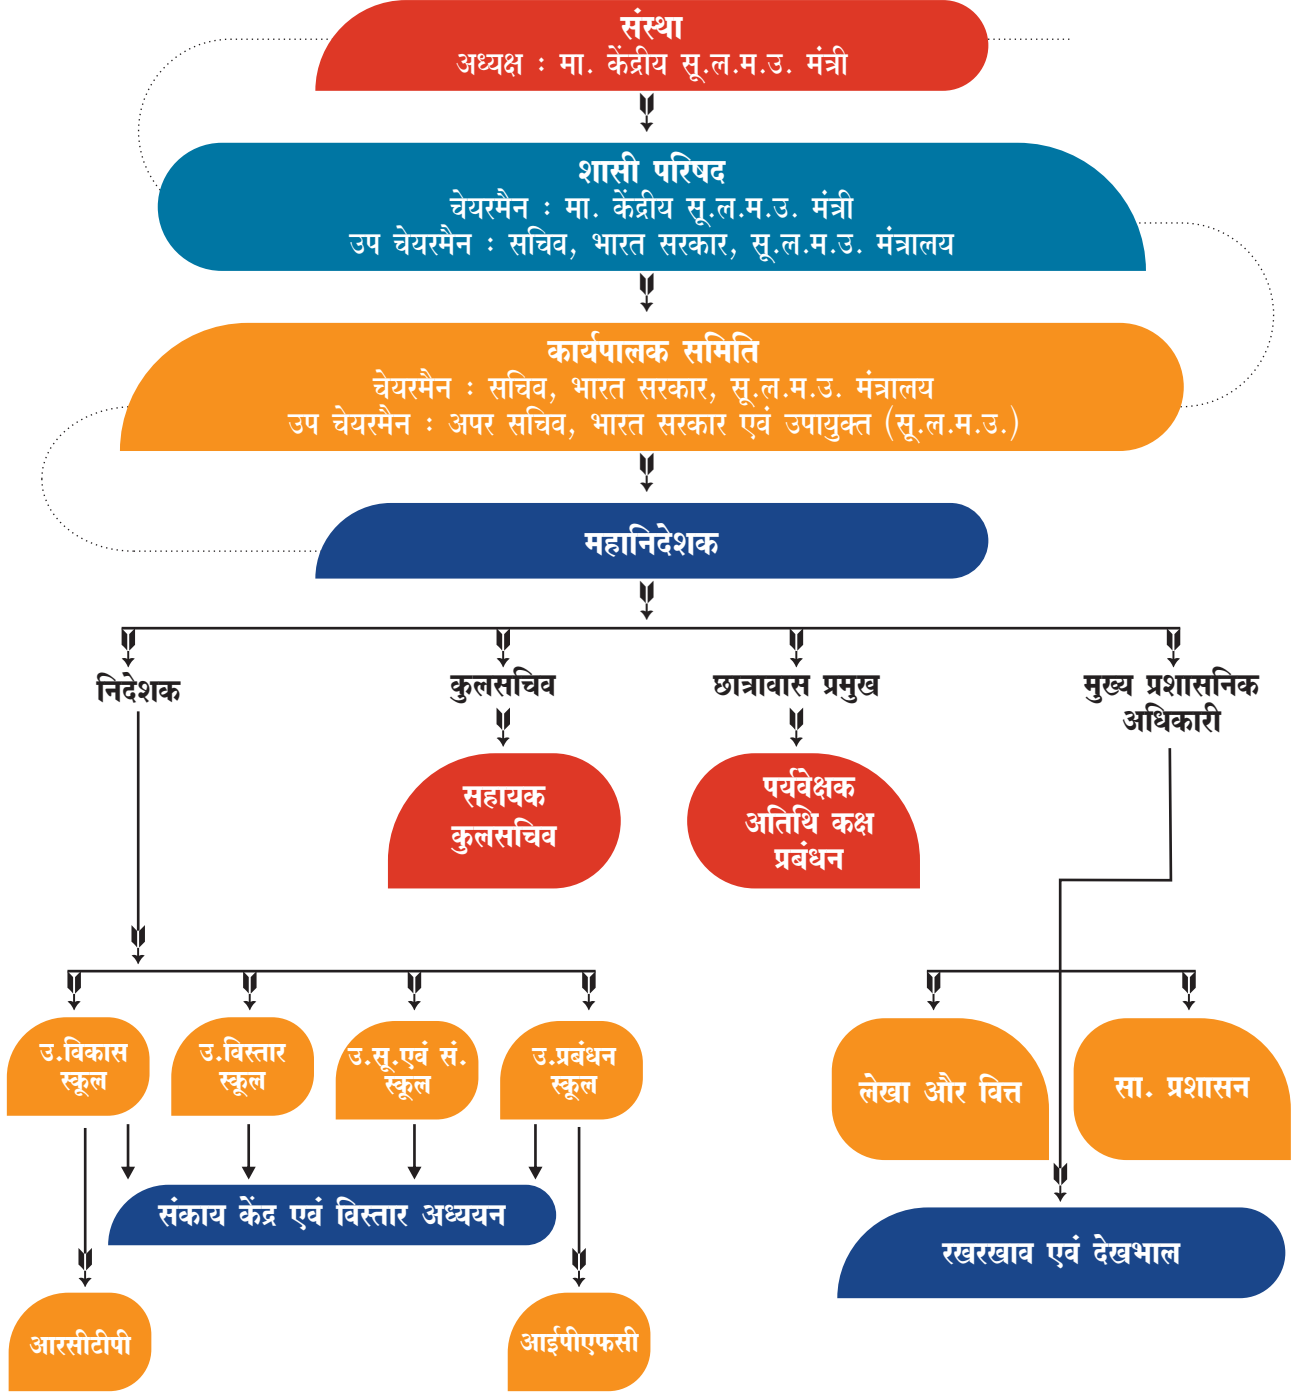 संस्था
अध्यक्ष : मा. केंद्रीय सू.ल.म.उ. मंत्री
शासी परिषद
चेयरमैन : मा. केंद्रीय सू.ल.म.उ. मंत्री
उप चेयरमैन : सचिव, भारत सरकार, सू.ल.म.उ. मंत्रालय
कार्यपालक समिति
चेयरमैन : सचिव, भारत सरकार, सू.ल.म.उ. मंत्रालय
उप चेयरमैन : अपर सचिव, भारत सरकार एवं उपायुक्त (सू.ल.म.उ.)
महानिदेशक
निदेशक
कुलसचिव
छात्रावास प्रमुख
मुख्य प्रशासनिक
अधिकारी
सहायक
कुलसचिव
पर्यवेक्षक
अतिथि कक्ष
प्रबंधन
उ.विकास
स्कूल
उ.विस्तार
स्कूल
उ.सू.एवं सं.
स्कूल
उ.प्रबंधन
स्कूल
लेखा और वित्त
सा. प्रशासन
संकाय केंद्र एवं विस्तार अध्ययन
रखरखाव एवं देखभाल
आरसीटीपी
आईपीएफसी